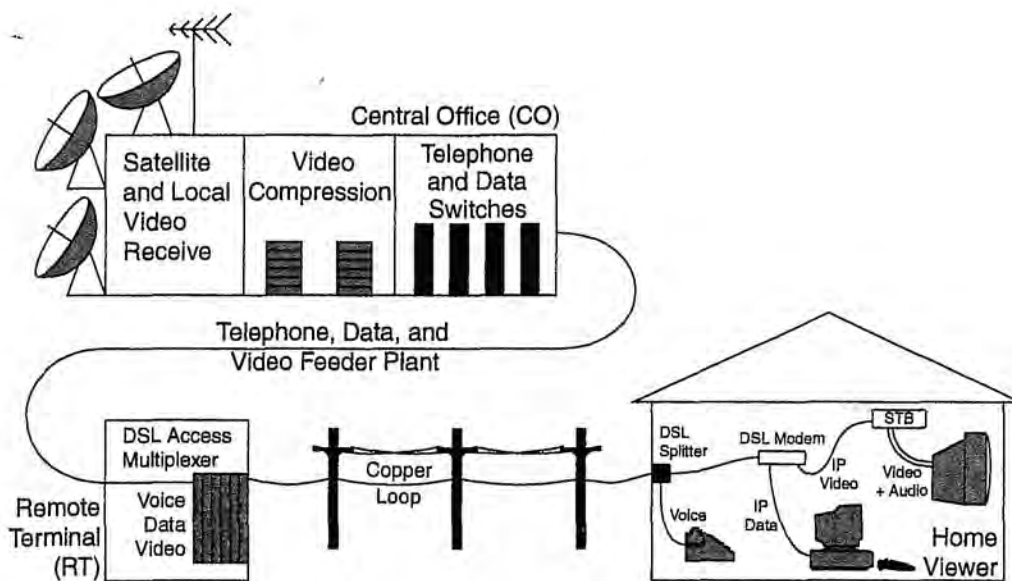 Central Office (CO)
Satellite
and Local
Video
Receive
Video
Compression
Telephone
and Data
Switches
Telephone, Data, and
Video Feeder Plant
DSL Access
Multiplexer
Voice
Data
Video
Remote
Terminal
(RT)
Copper
Loop
DSL
Splitter
DSL Modem
STB
IP
Video
Video
+ Audio
Voice
IP
Data
Home
Viewer